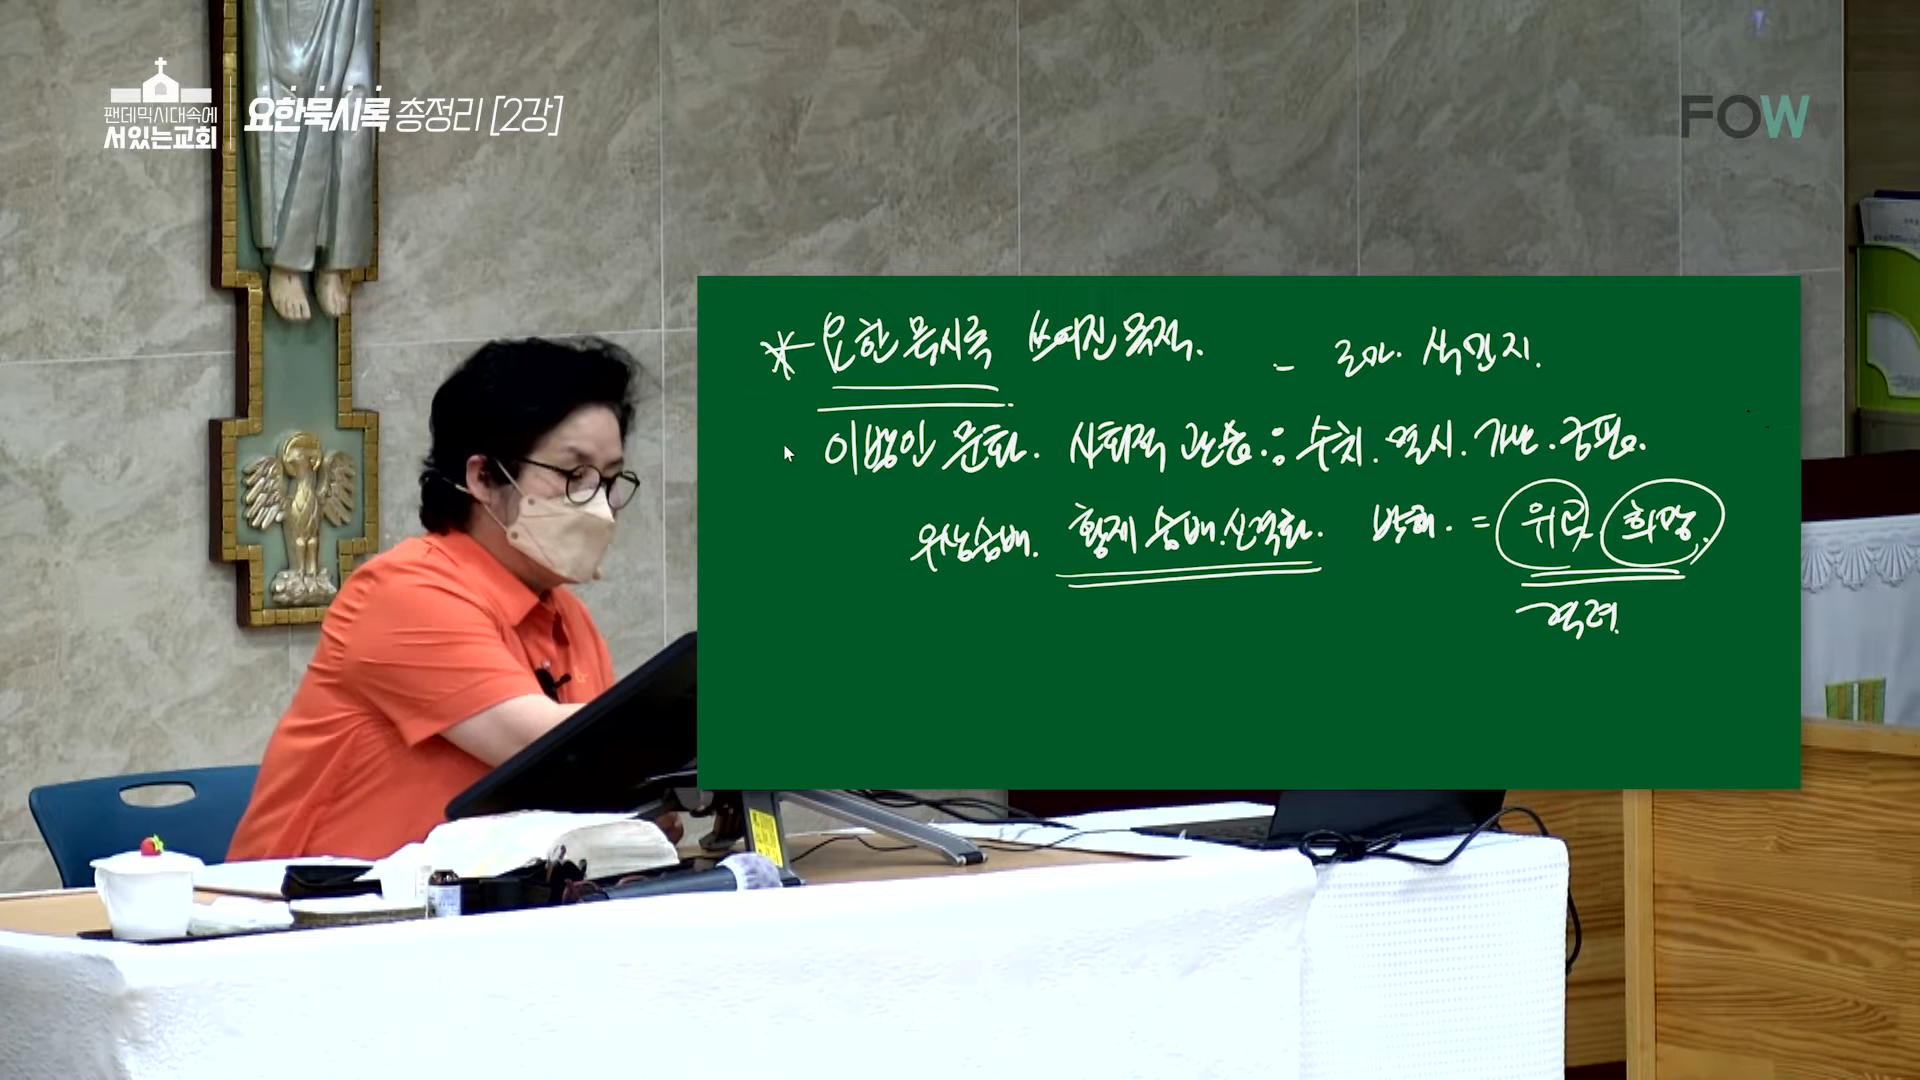 팬데믹시대속에
서있는교회
요한묵시록 총정리 [2강]
FOW
* 요한묵시록 쓰여진 목적. - 로마. 식민지.
이방인 문화. 사회적 관습: 수치. 멸시. 가난. 궁핍.
우상숭배. 황제 숭배. 신격화. 박해. = 위로, 희망.
격려.